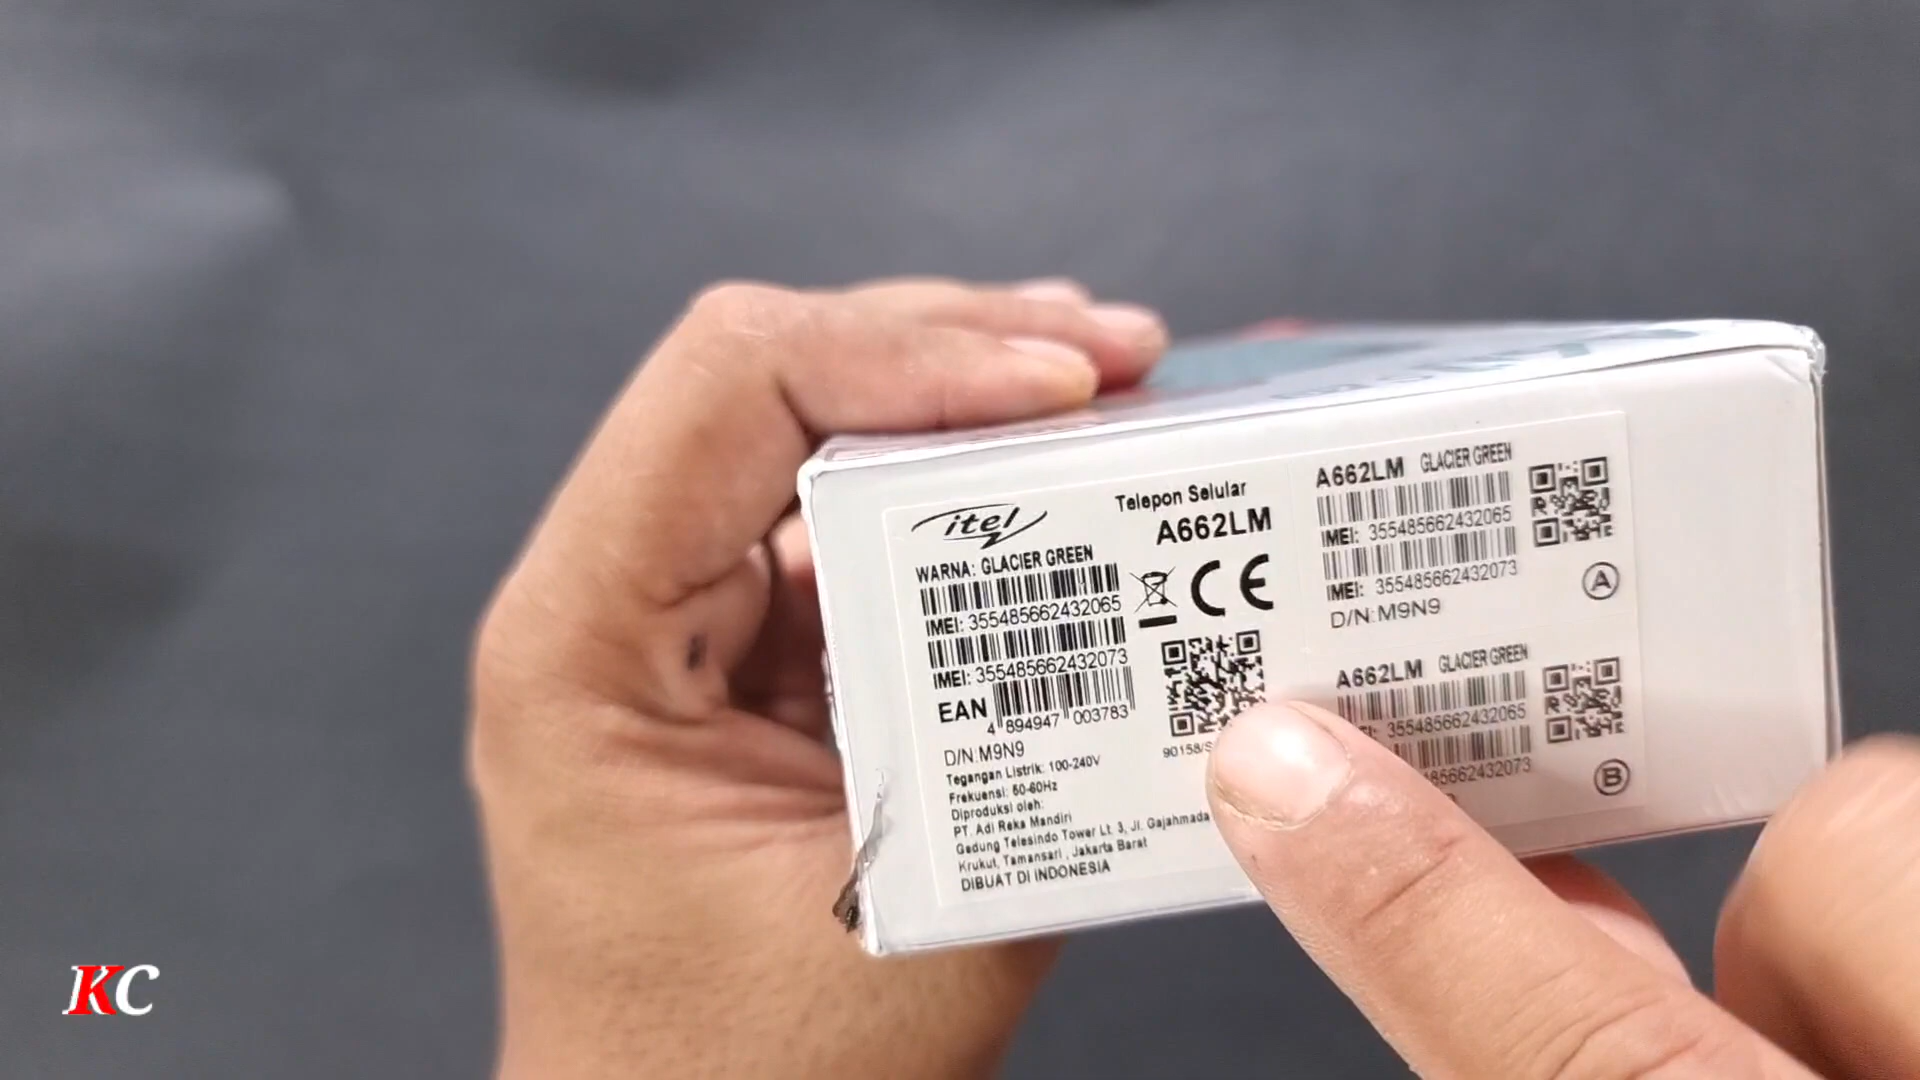 itel
Telepon Selular
A662LM
WARNA: GLACIER GREEN
IMEI: 355485662432065
IMEI: 355485662432073
EAN
4 894947 003783
D/N:M9N9
90158/S
Tegangan Listrik: 100-240V
Frekuensi: 50-60Hz
Diproduksi oleh:
PT. Adi Reka Mandiri
Gedung Telesindo Tower Lt. 3, Jl. Gajahmada
Krukut, Tamansari, Jakarta Barat
DIBUAT DI INDONESIA
CE
A662LM GLACIER GREEN
IMEI: 355485662432065
IMEI: 355485662432073
D/N:M9N9
A
A662LM GLACIER GREEN
355485662432065
85662432073
B
KC